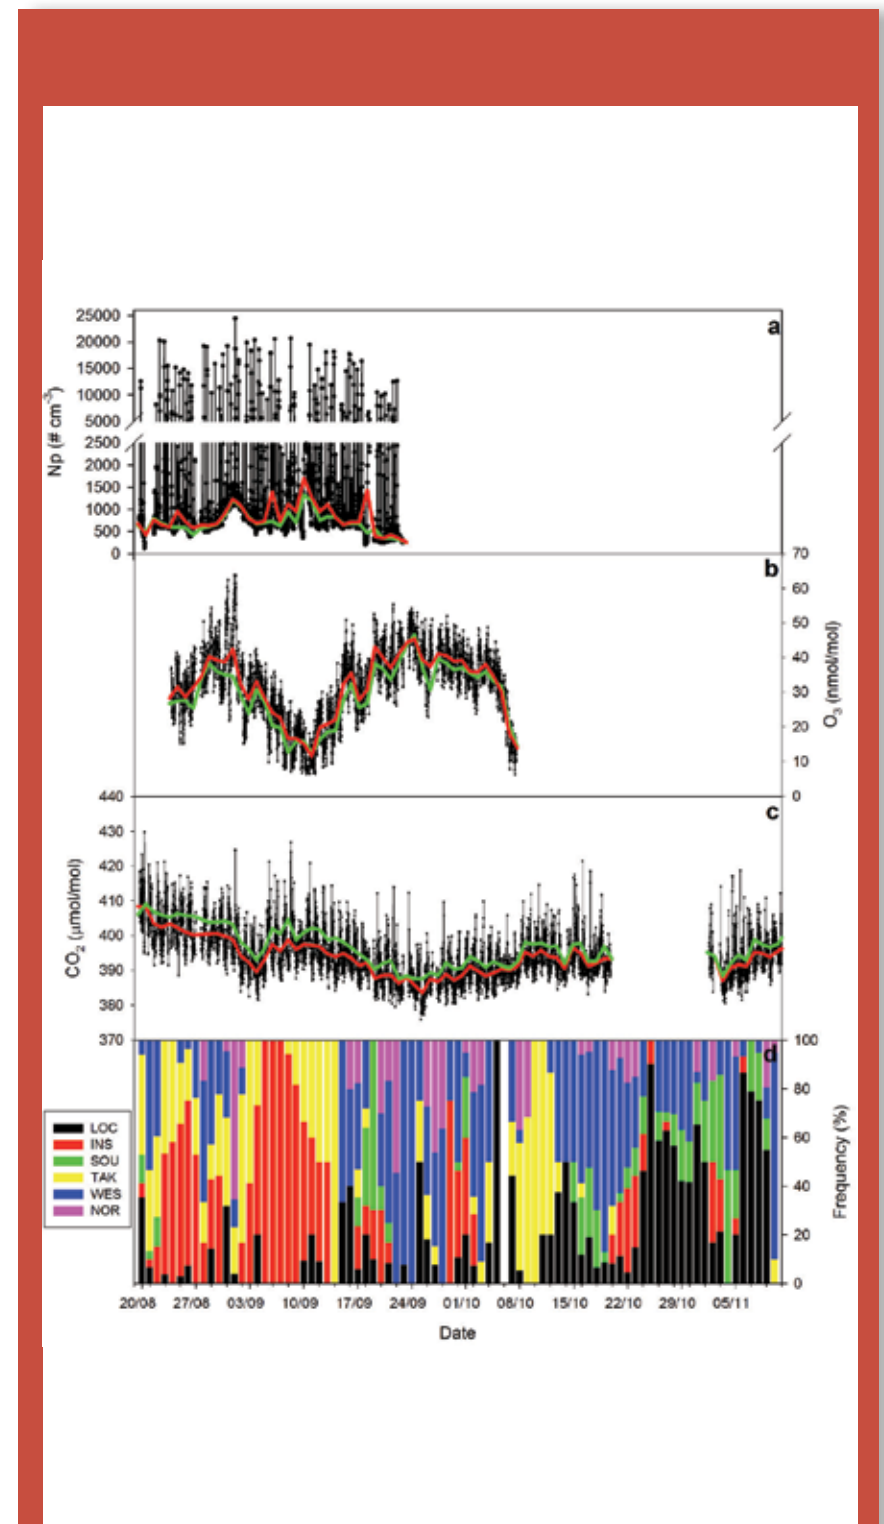 a
25000
20000
15000
10000
5000
2500
2000
1500
1000
500
0
Np (# cm-3)
b
70
60
50
40
30
20
10
0
O3 (nmol/mol)
c
440
430
420
410
400
390
380
370
CO2 (µmol/mol)
d
100
80
60
40
20
0
Frequency (%)
LOC
INS
SOU
TAK
WES
NOR
20/08 27/08 03/09 10/09 17/09 24/09 01/10 08/10 15/10 22/10 29/10 05/11
Date